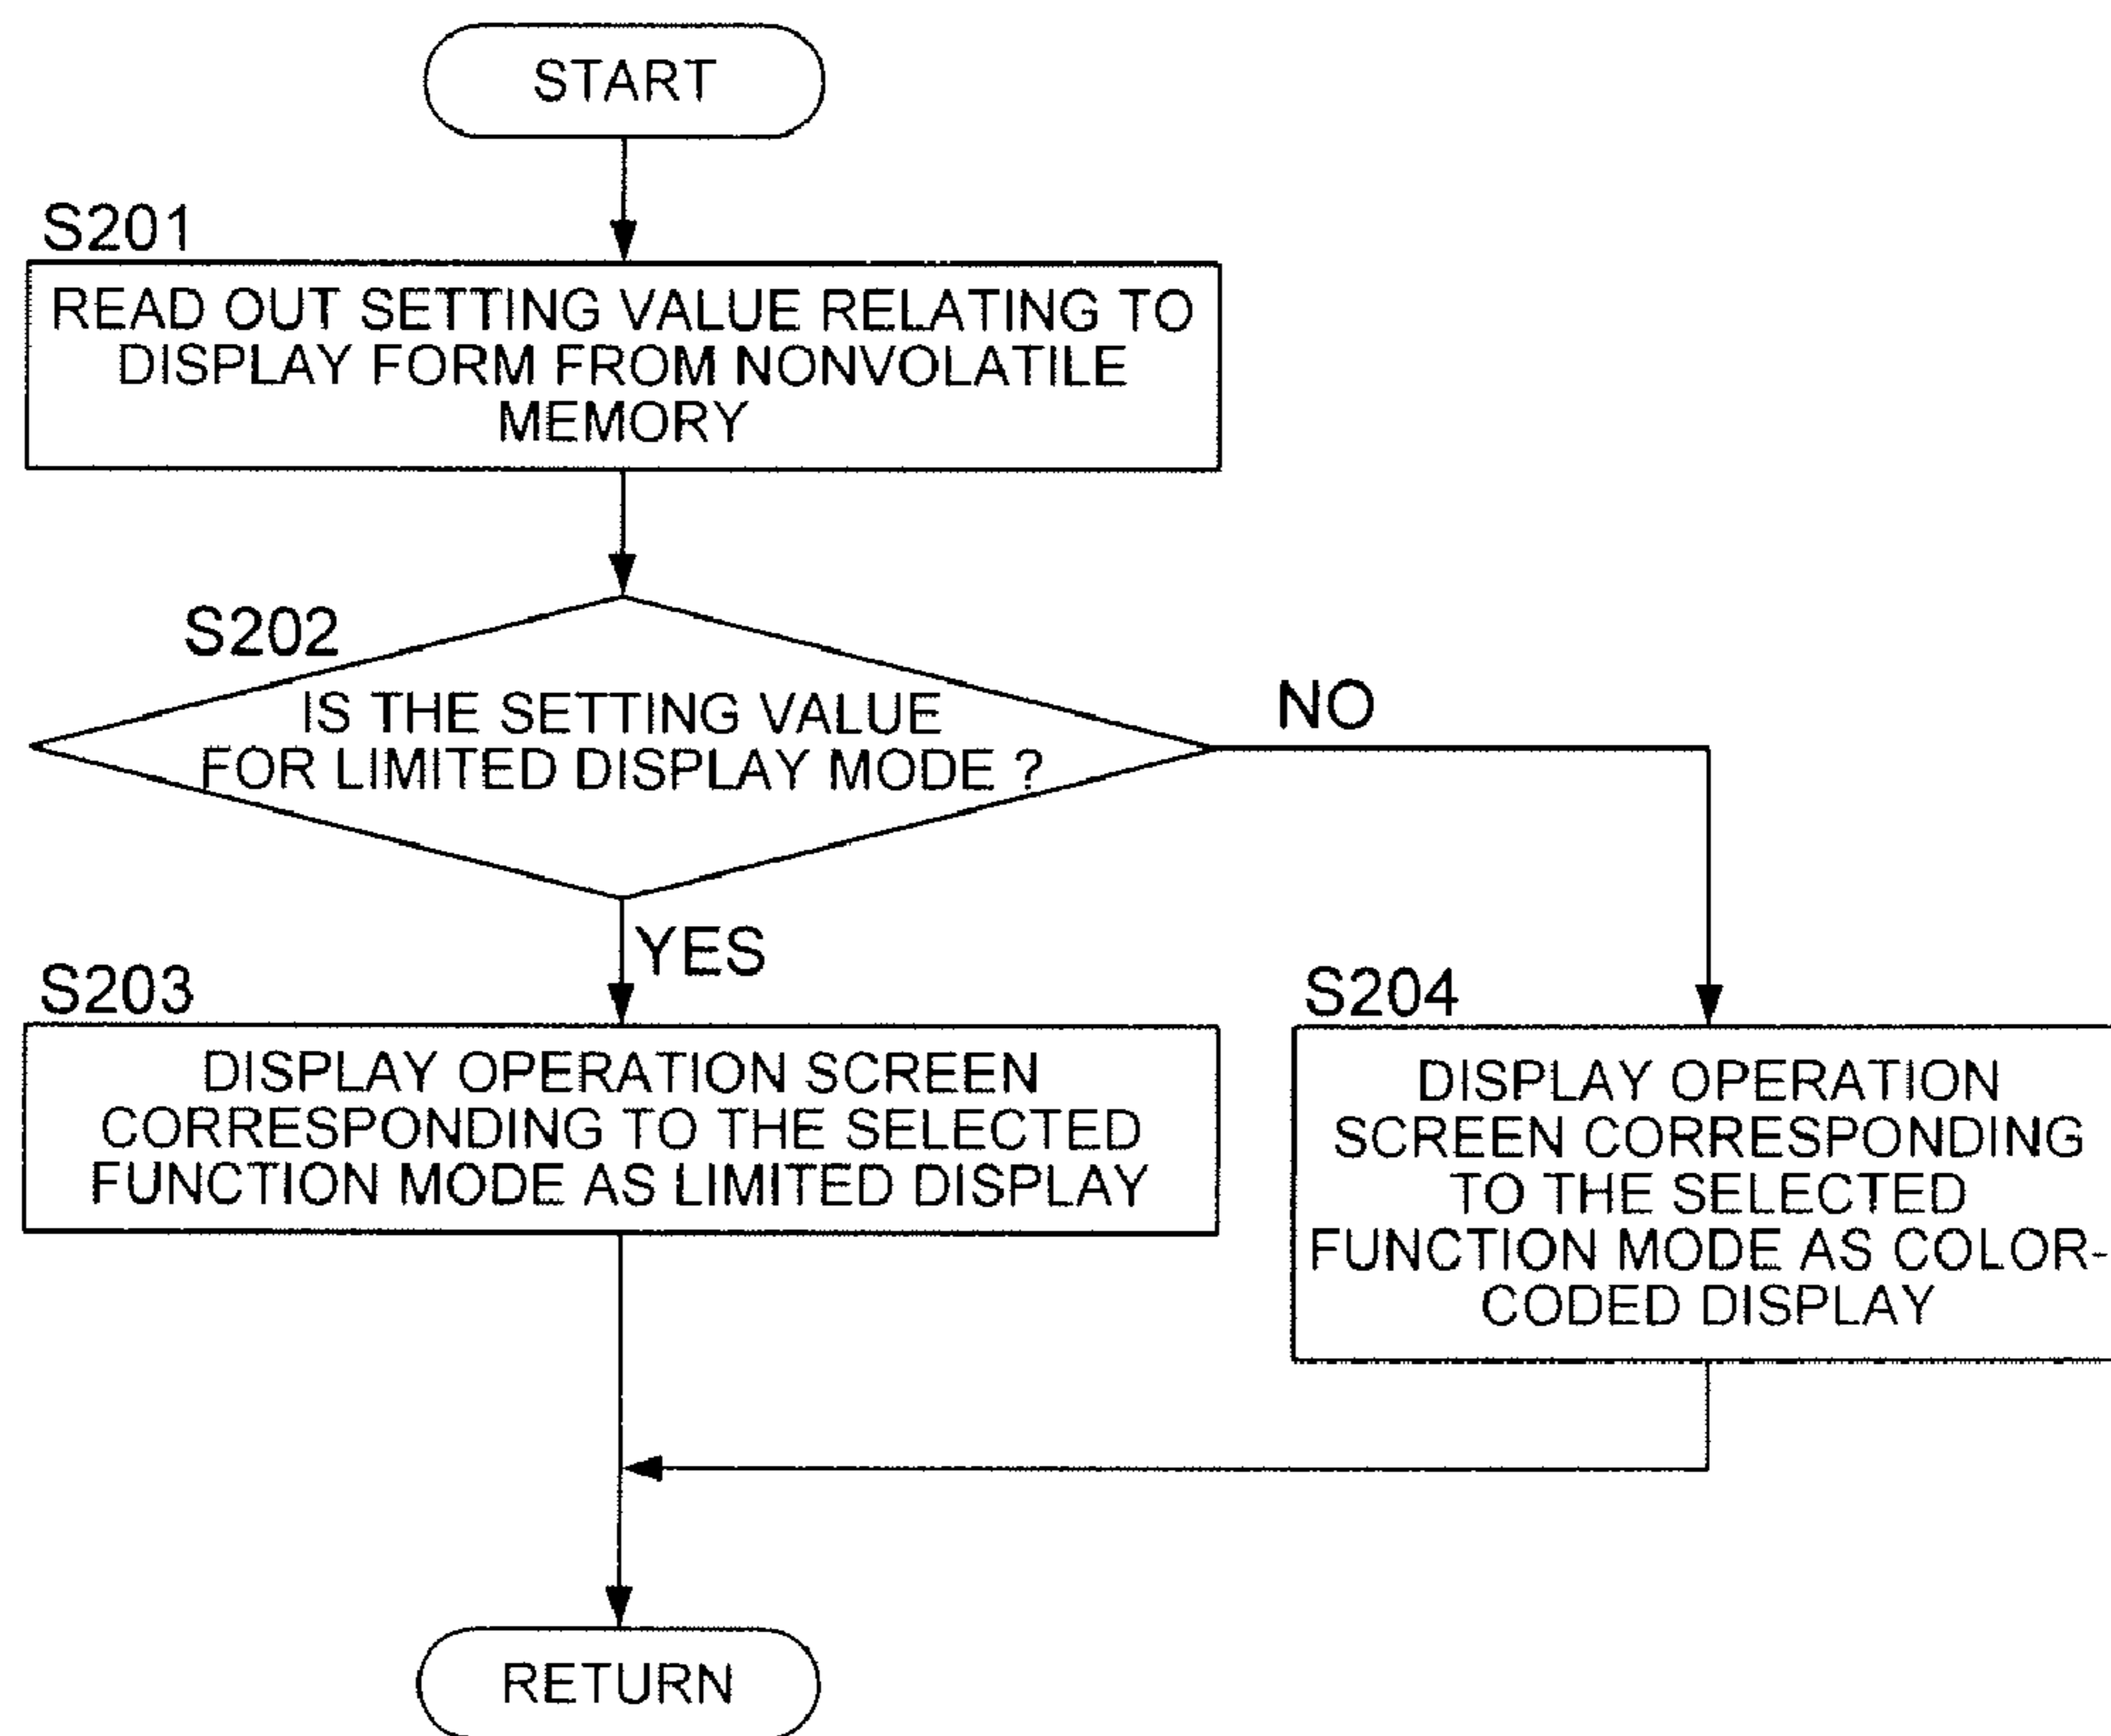 START
S201
READ OUT SETTING VALUE RELATING TO
DISPLAY FORM FROM NONVOLATILE
MEMORY
S202
IS THE SETTING VALUE
FOR LIMITED DISPLAY MODE ?
NO
YES
S203
DISPLAY OPERATION SCREEN
CORRESPONDING TO THE SELECTED
FUNCTION MODE AS LIMITED DISPLAY
S204
DISPLAY OPERATION
SCREEN CORRESPONDING
TO THE SELECTED
FUNCTION MODE AS COLOR-
CODED DISPLAY
RETURN